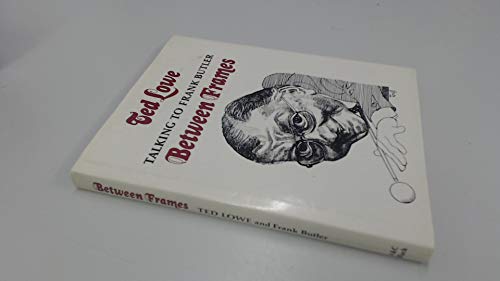 Ted Lowe
TALKING TO FRANK BUTLER
Between Frames
Between Frames TED LOWE and Frank Butler